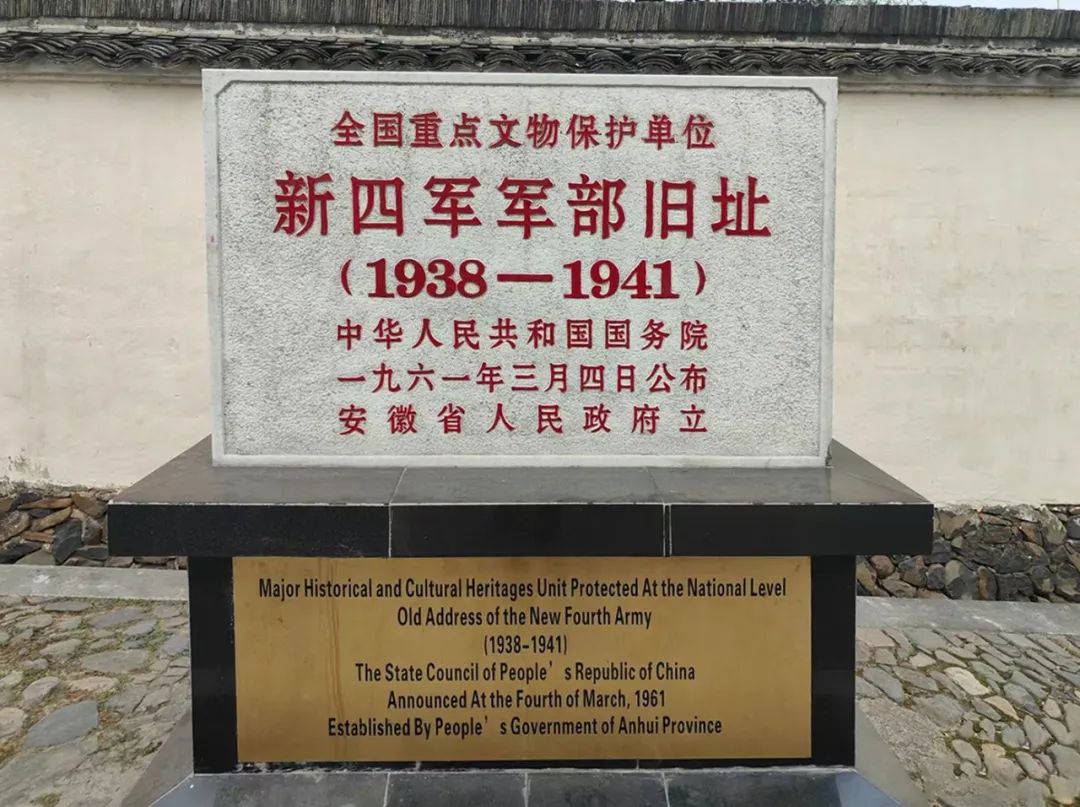 全国重点文物保护单位
新四军军部旧址
（1938—1941）
中华人民共和国国务院
一九六一年三月四日公布
安徽省人民政府立
Major Historical and Cultural Heritages Unit Protected At the National Level
Old Address of the New Fourth Army
(1938-1941)
The State Council of People's Republic of China
Announced At the Fourth of March, 1961
Established By People's Government of Anhui Province